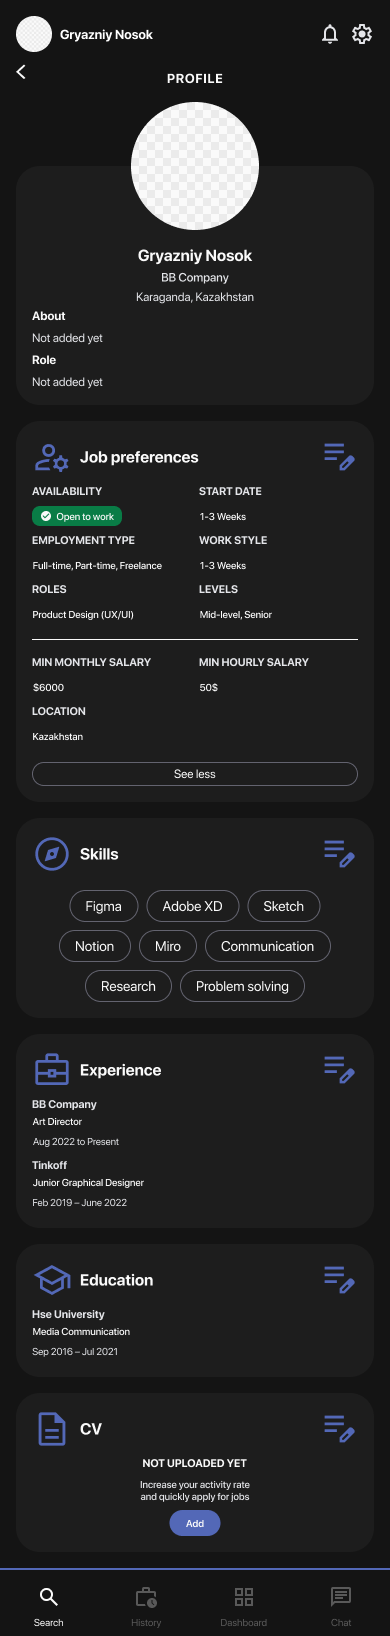 Gryazniy Nosok
PROFILE
Gryazniy Nosok
BB Company
Karaganda, Kazakhstan
About
Not added yet
Role
Not added yet
Job preferences
AVAILABILITY
START DATE
Open to work
1-3 Weeks
EMPLOYMENT TYPE
WORK STYLE
Full-time, Part-time, Freelance
1-3 Weeks
ROLES
LEVELS
Product Design (UX/UI)
Mid-level, Senior
MIN MONTHLY SALARY
MIN HOURLY SALARY
$6000
50$
LOCATION
Kazakhstan
See less
Skills
Figma
Adobe XD
Sketch
Notion
Miro
Communication
Research
Problem solving
Experience
BB Company
Art Director
Aug 2022 to Present
Tinkoff
Junior Graphical Designer
Feb 2019 – June 2022
Education
Hse University
Media Communication
Sep 2016 – Jul 2021
CV
NOT UPLOADED YET
Increase your activity rate
and quickly apply for jobs
Add
Search
History
Dashboard
Chat